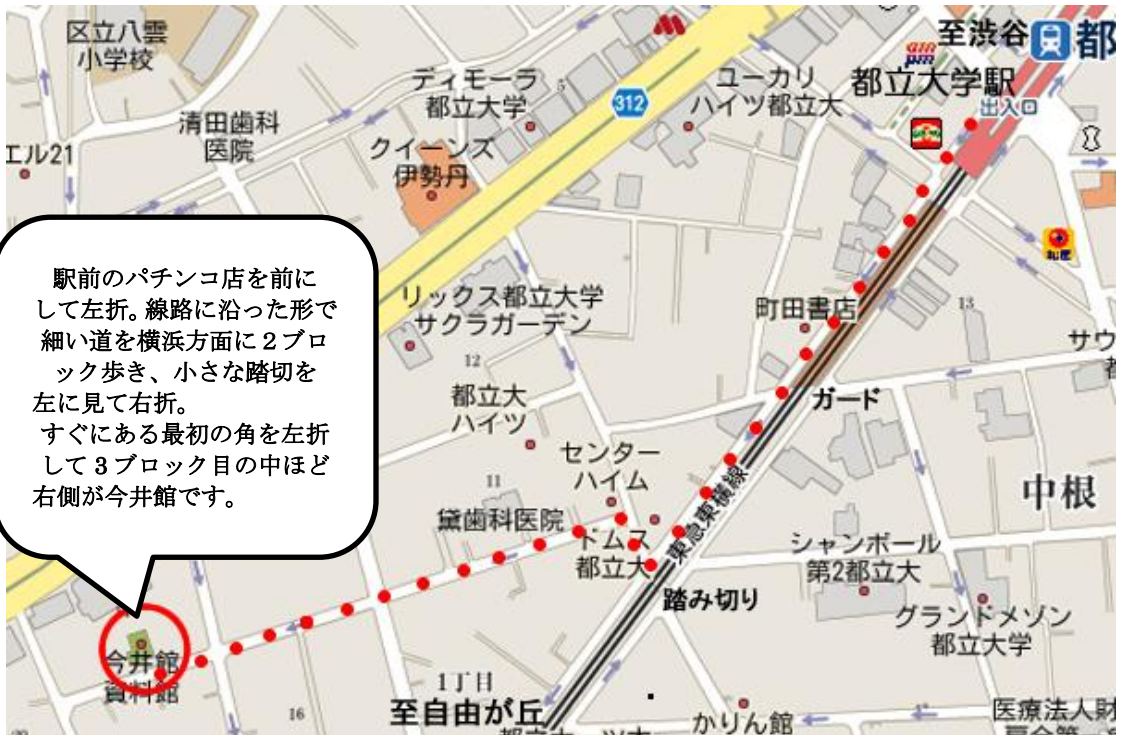 区立八雲
小学校
ディモーラ
都立大学
5
312
ユーカリ
ハイツ都立大
am
pm
至渋谷
都
都立大学駅
出入口
清田歯科
医院
エル21
クイーンズ
伊勢丹
駅前のパチンコ店を前に
して左折。線路に沿った形で
細い道を横浜方面に２ブロ
ック歩き、小さな踏切を
左に見て右折。
すぐにある最初の角を左折
して３ブロック目の中ほど
右側が今井館です。
リックス都立大学
サクラガーデン
町田書店
13
サウ
12
都立大
ハイツ
ガード
センター
ハイム
11
東急東横線
中根
黛歯科医院
ドムス
都立大
シャンボール
第2都立大
踏み切り
グランドメゾン
都立大学
今井館
資料館
1丁目
16
至自由が丘
かりん館
医療法人財